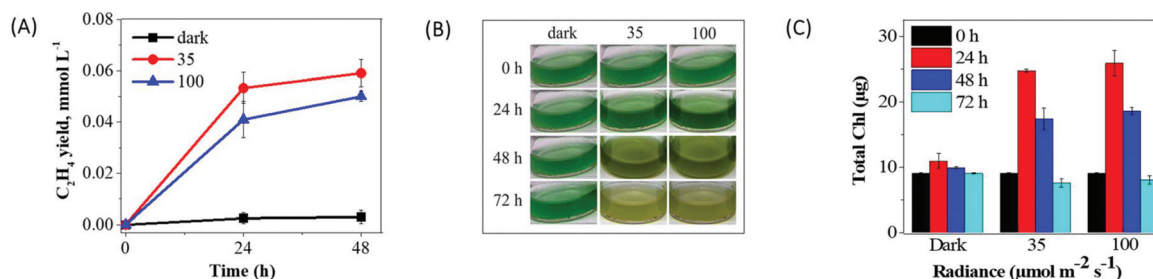 (A)
dark
35
100
C₂H₄ yield, mmol L⁻¹
0.06
0.04
0.02
0.00
0 24 48
Time (h)
(B)
dark 35 100
0 h
24 h
48 h
72 h
(C)
0 h
24 h
48 h
72 h
Total Chl (μg)
30
20
10
0
Dark 35 100
Radiance (μmol m⁻² s⁻¹)